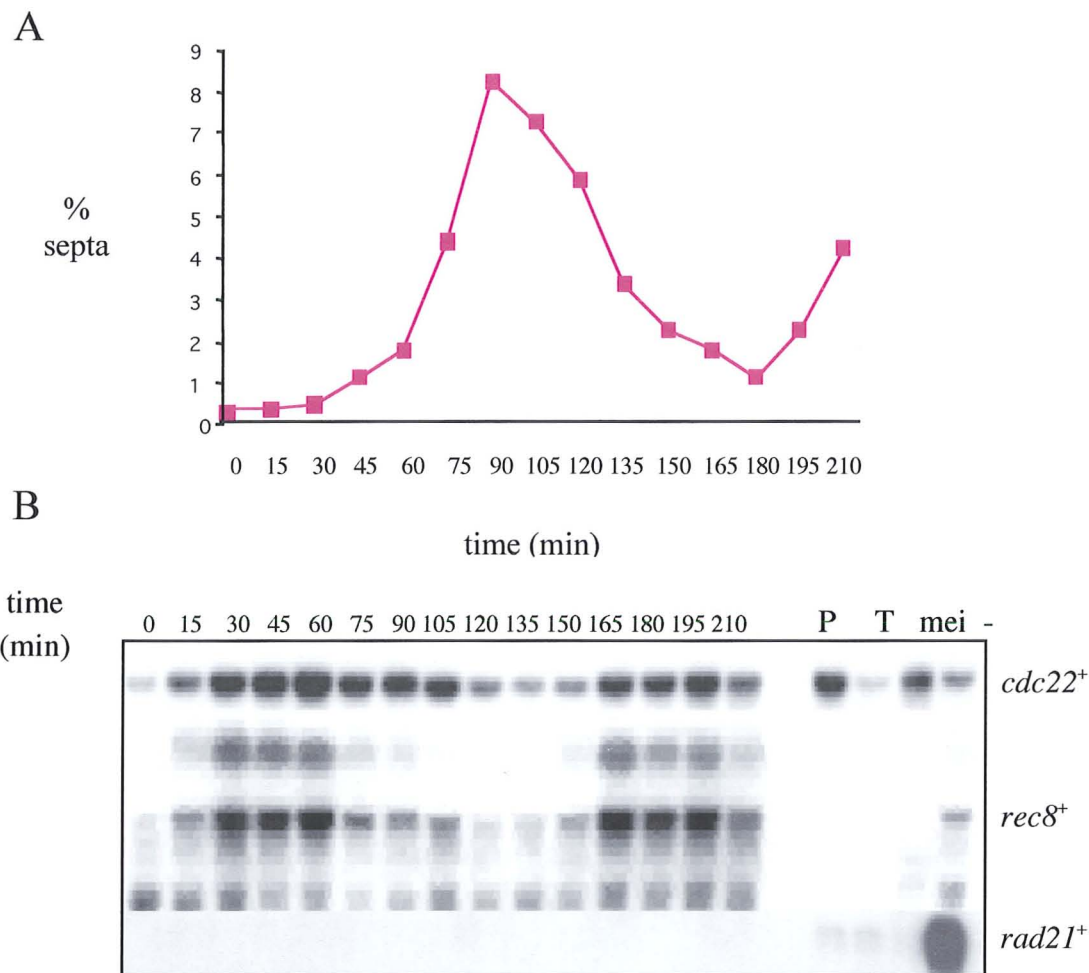 A
9
8
7
6
5
4
3
2
1
0
%
septa
0 15 30 45 60 75 90 105 120 135 150 165 180 195 210
B
time (min)
time
(min)
0 15 30 45 60 75 90 105 120 135 150 165 180 195 210 P T mei -
cdc22+
rec8+
rad21+